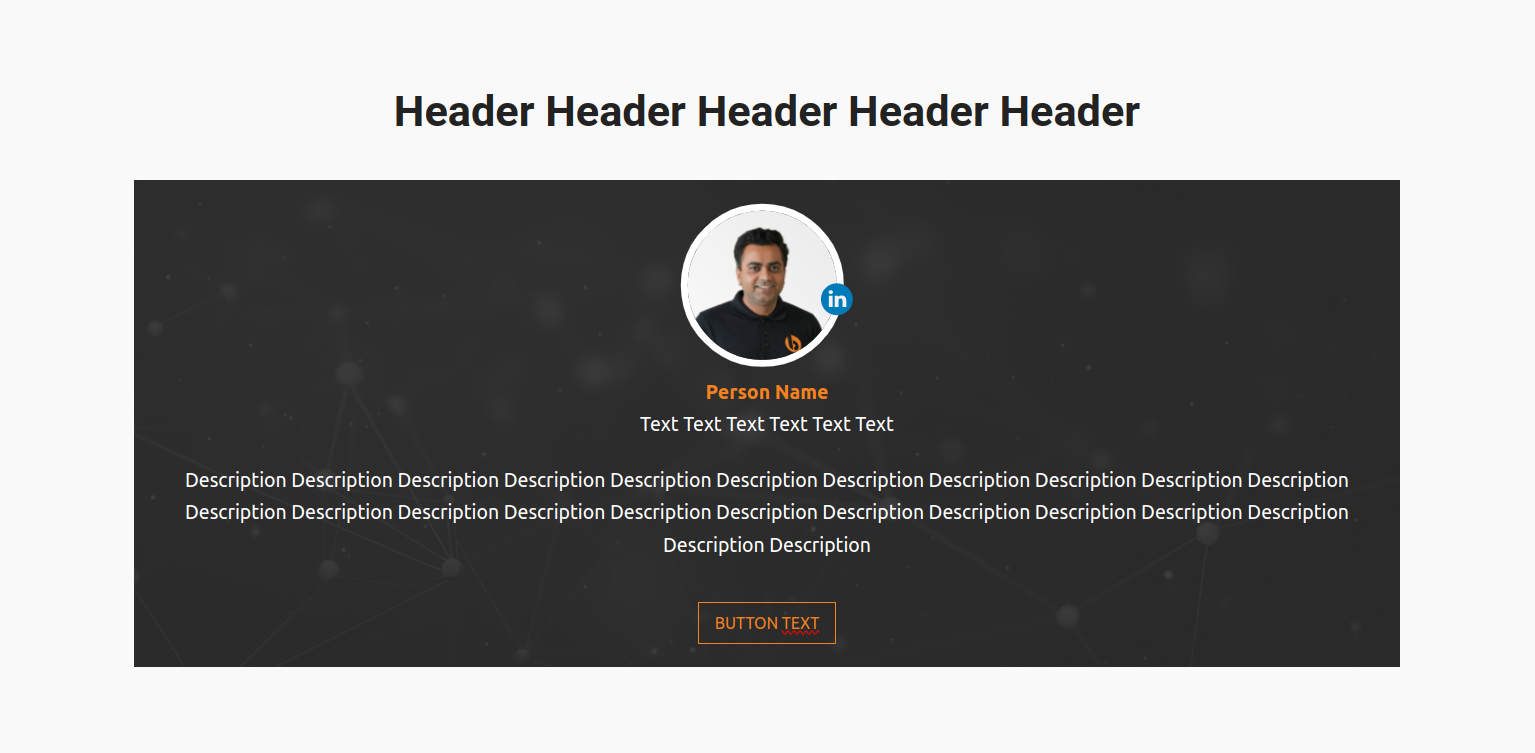 Header Header Header Header Header
in
Person Name
Text Text Text Text Text Text
Description Description Description Description Description Description Description Description Description Description Description
Description Description Description Description Description Description Description Description Description Description Description
Description Description
BUTTON TEXT